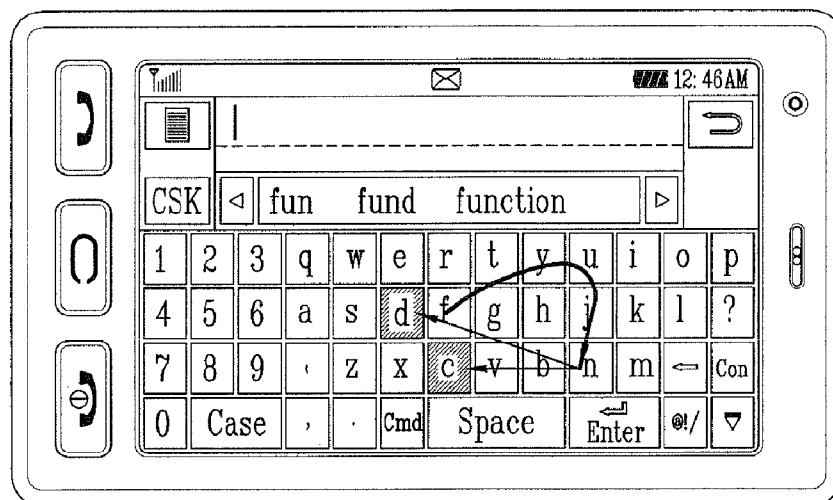 12:46AM
CSK fun fund function
1 2 3 q w e r t y u i o p
4 5 6 a s d f g h j k l ?
7 8 9 ‘ z x c v b n m Con
0 Case , . Cmd Space Enter @!/